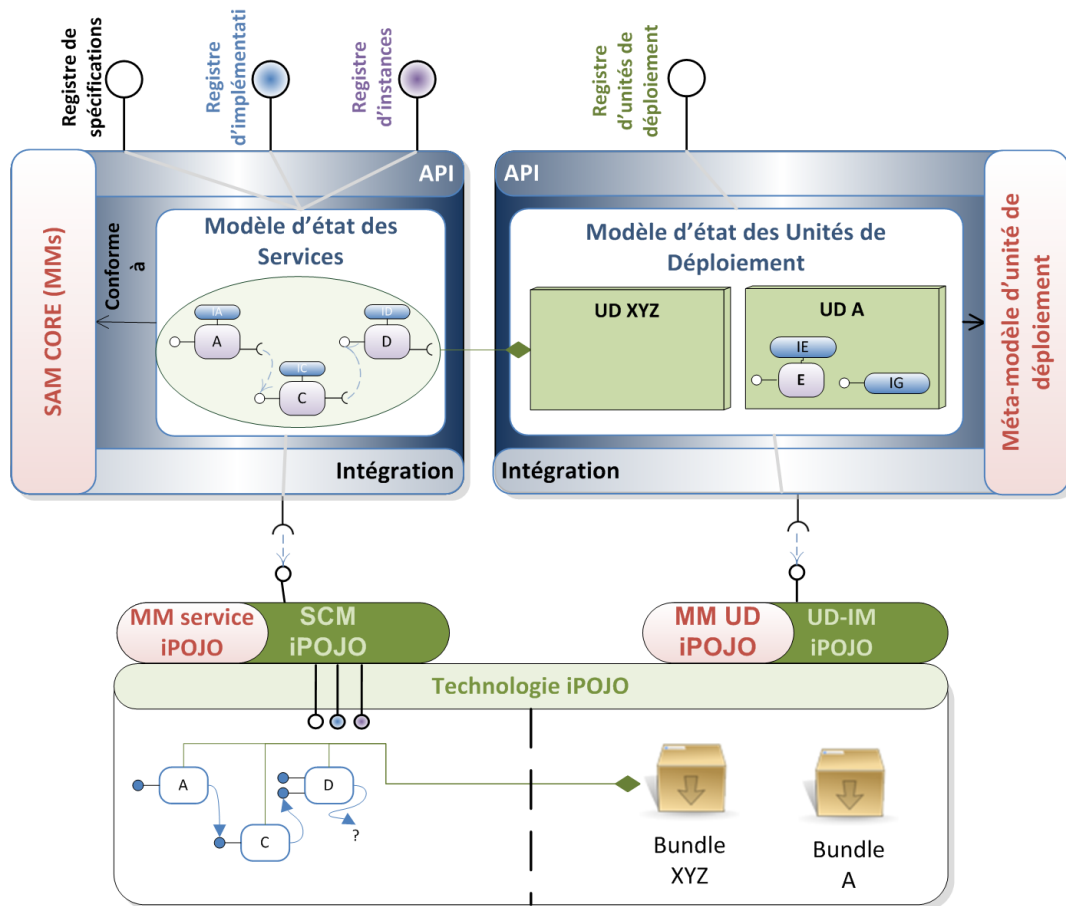 Registre de
spécifications
Registre
d'implémentati
Registre
d'instances
Registre
d'unités de
déploiement
API
API
SAM CORE (MMs)
Conforme
à
Modèle d'état des
Services
IA
A
ID
D
IC
C
Modèle d'état des Unités de
Déploiement
UD XYZ
UD A
IE
E
IG
Méta-modèle d'unité de
déploiement
Intégration
Intégration
MM service
iPOJO
SCM
iPOJO
MM UD
iPOJO
UD-IM
iPOJO
Technologie iPOJO
A
D
C
?
Bundle
XYZ
Bundle
A